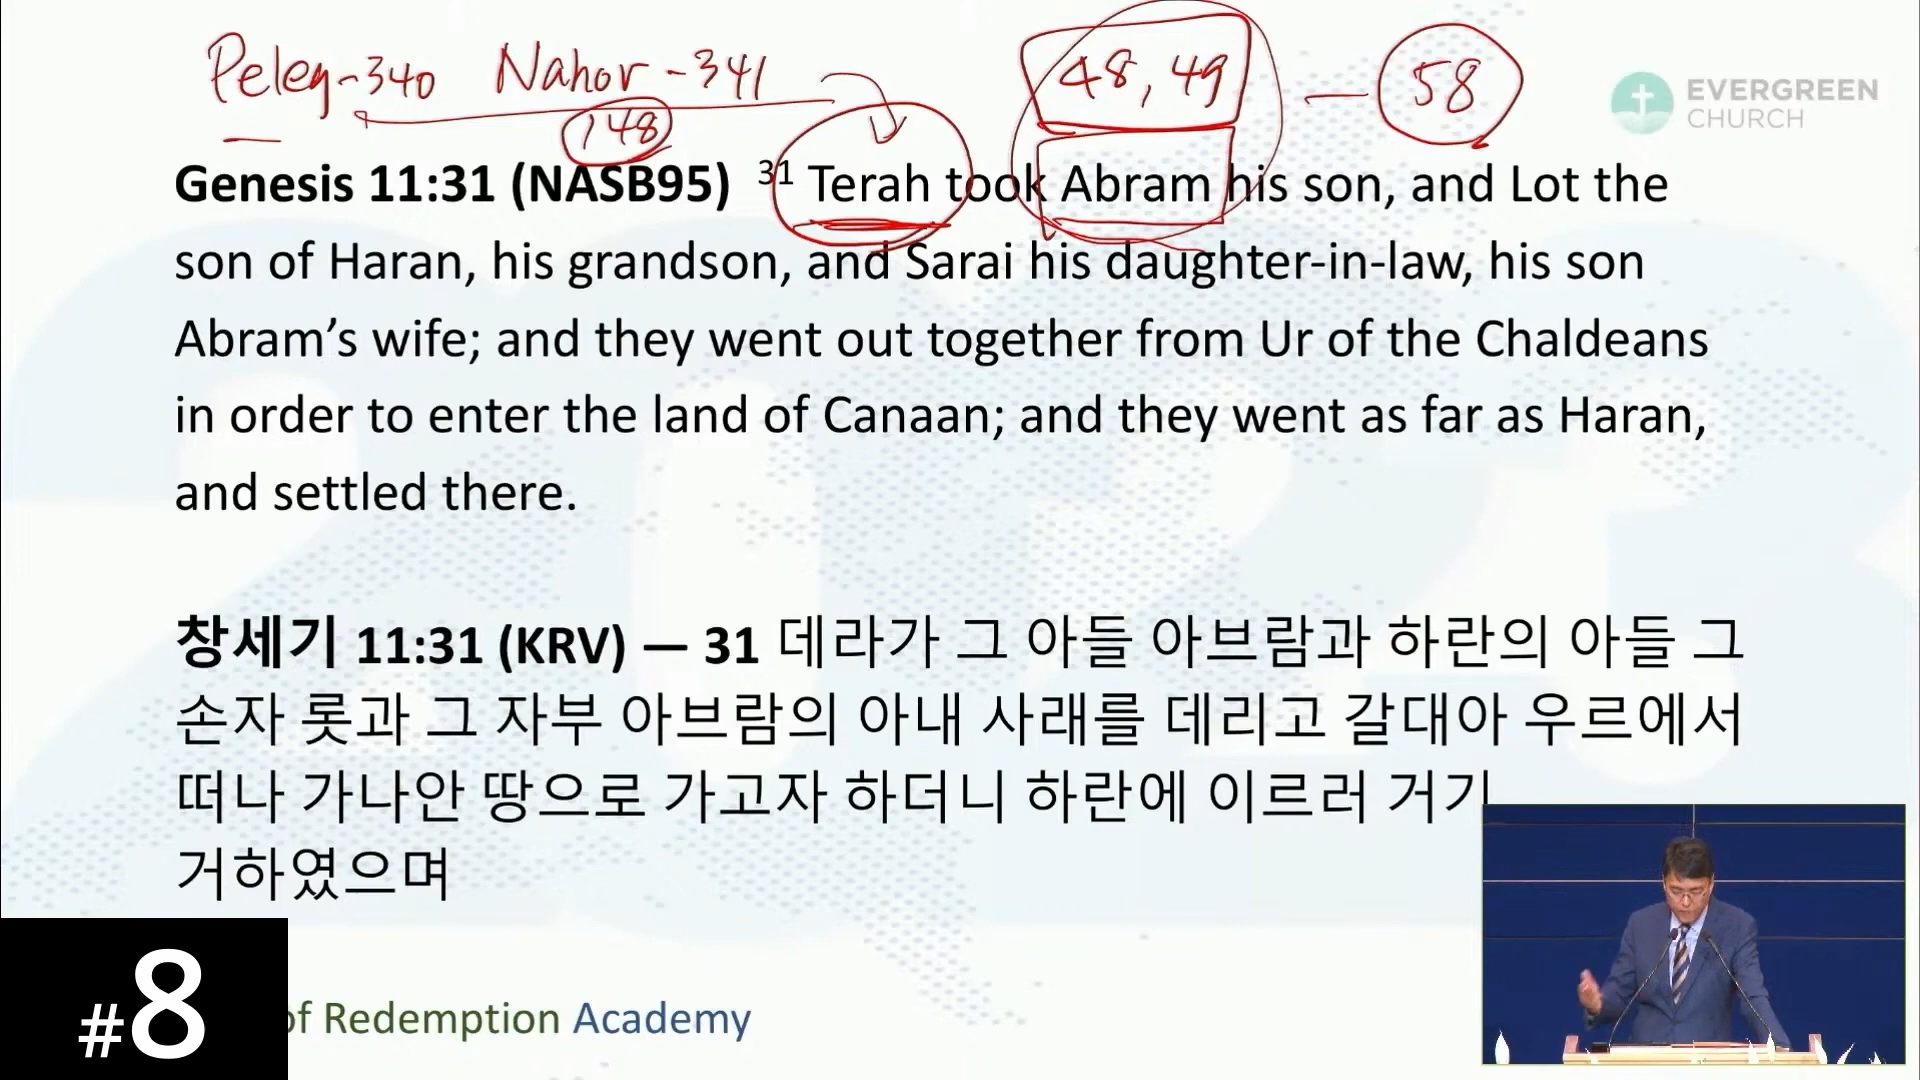 Peleg-340 Nahor-341 48,49 — 58
148
EVERGREEN
CHURCH
Genesis 11:31 (NASB95) 31 Terah took Abram his son, and Lot the
son of Haran, his grandson, and Sarai his daughter-in-law, his son
Abram’s wife; and they went out together from Ur of the Chaldeans
in order to enter the land of Canaan; and they went as far as Haran,
and settled there.
창세기 11:31 (KRV) — 31 데라가 그 아들 아브람과 하란의 아들 그
손자 롯과 그 자부 아브람의 아내 사래를 데리고 갈대아 우르에서
떠나 가나안 땅으로 가고자 하더니 하란에 이르러 거기
거하였으며
#8
of Redemption Academy